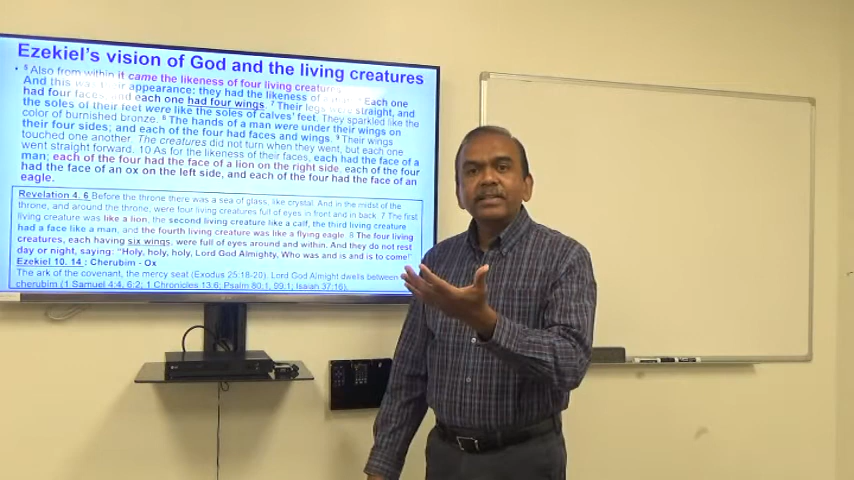 Ezekiel's vision of God and the living creatures
• 5 Also from within it came the likeness of four living creatures.
And this was their appearance: they had the likeness of a Each one
had four faces, and each one had four wings. 7 Their legs were straight, and
the soles of their feet were like the soles of calves' feet. They sparkled like the
color of burnished bronze. 8 The hands of a man were under their wings on
their four sides; and each of the four had faces and wings. 9 Their wings
touched one another. The creatures did not turn when they went, but each one
went straight forward. 10 As for the likeness of their faces, each had the face of a
man; each of the four had the face of a lion on the right side, each of the four
had the face of an ox on the left side, and each of the four had the face of an
eagle.
Revelation 4. 6 Before the throne there was a sea of glass, like crystal. And in the midst of the
throne, and around the throne, were four living creatures full of eyes in front and in back. 7 The first
living creature was like a lion, the second living creature like a calf, the third living creature
had a face like a man, and the fourth living creature was like a flying eagle. 8 The four living
creatures, each having six wings, were full of eyes around and within. And they do not rest
day or night, saying: "Holy, holy, holy, Lord God Almighty, Who was and is and is to come!"
Ezekiel 10. 14 : Cherubim - Ox
The ark of the covenant, the mercy seat (Exodus 25:18-20). Lord God Almight dwells between
cherubim (1 Samuel 4:4, 6:2; 1 Chronicles 13:6; Psalm 80:1, 99:1; Isaiah 37:16).